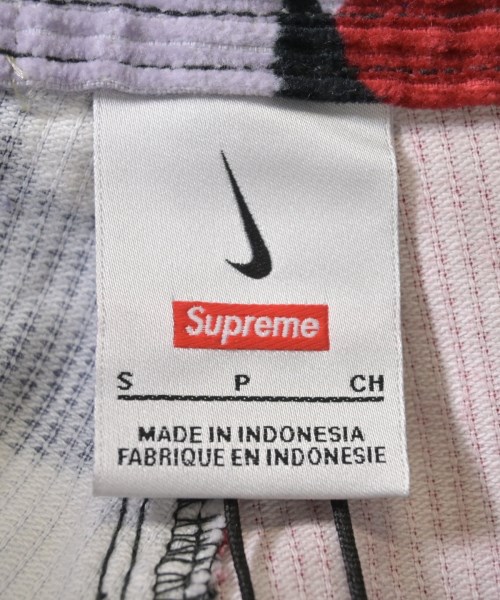 Supreme
S P CH
MADE IN INDONESIA
FABRIQUE EN INDONESIE